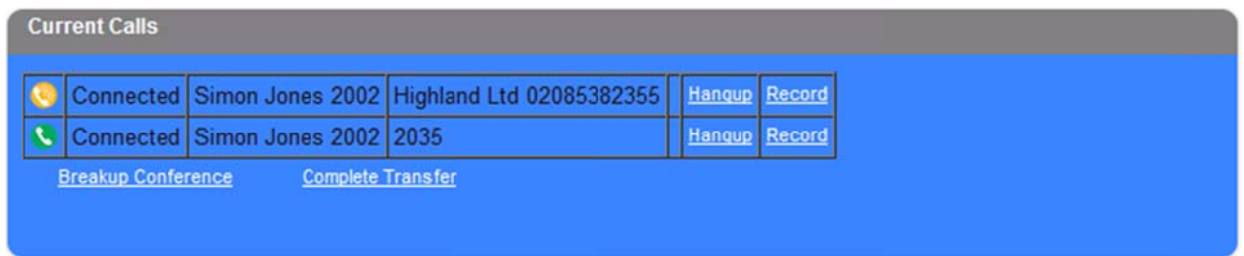 Current Calls
Connected Simon Jones 2002 Highland Ltd 02085382355 Hangup Record
Connected Simon Jones 2002 2035 Hangup Record
Breakup Conference Complete Transfer